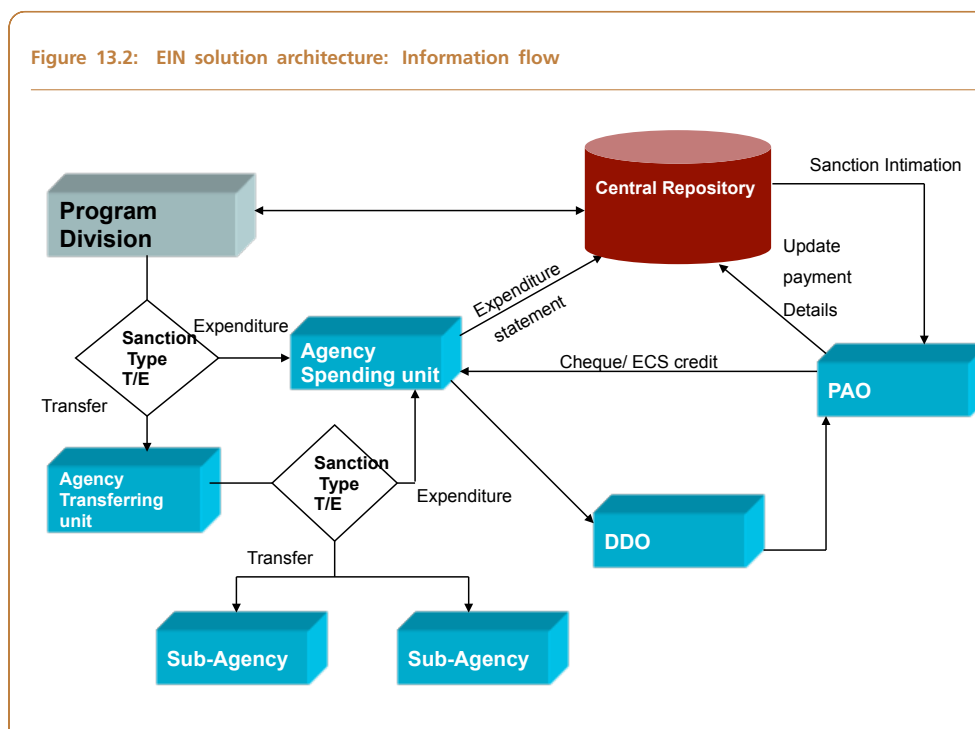 Figure 13.2: EIN solution architecture: Information flow
Central Repository
Sanction Intimation
Program
Division
Update
payment
Details
Expenditure
statement
Expenditure
Sanction
Type
T/E
Agency
Spending unit
Cheque/ ECS credit
PAO
Transfer
Agency
Transferring
unit
Sanction
Type
T/E
Expenditure
DDO
Transfer
Sub-Agency
Sub-Agency